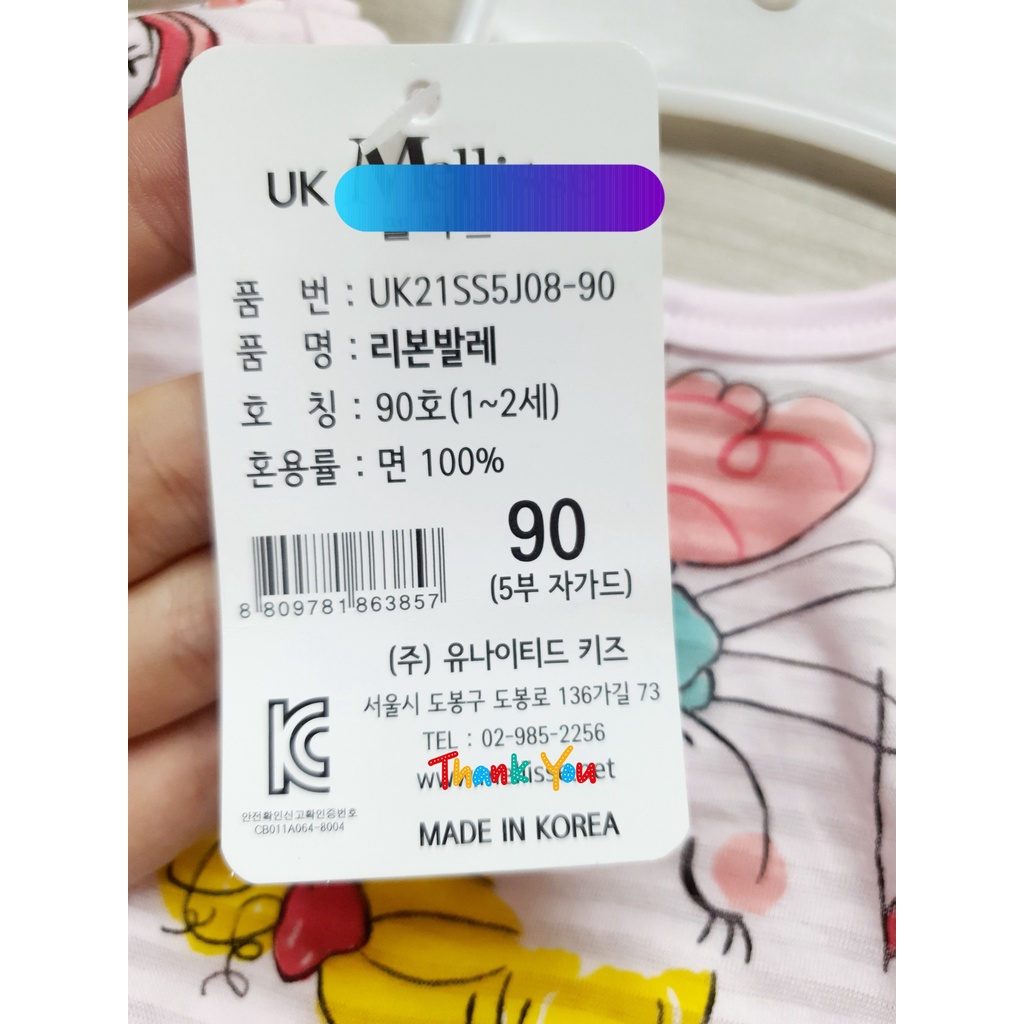 UK
품 번 : UK21SS5J08-90
품 명 : 리본발레
호 칭 : 90호(1~2세)
혼용률 : 면 100%
90
(5부 자가드)
8 809781 863857
(주) 유나이티드 키즈
서울시 도봉구 도봉로 136가길 73
TEL : 02-985-2256
Thank You
안전확인신고확인증번호
CB011A064-8004
MADE IN KOREA